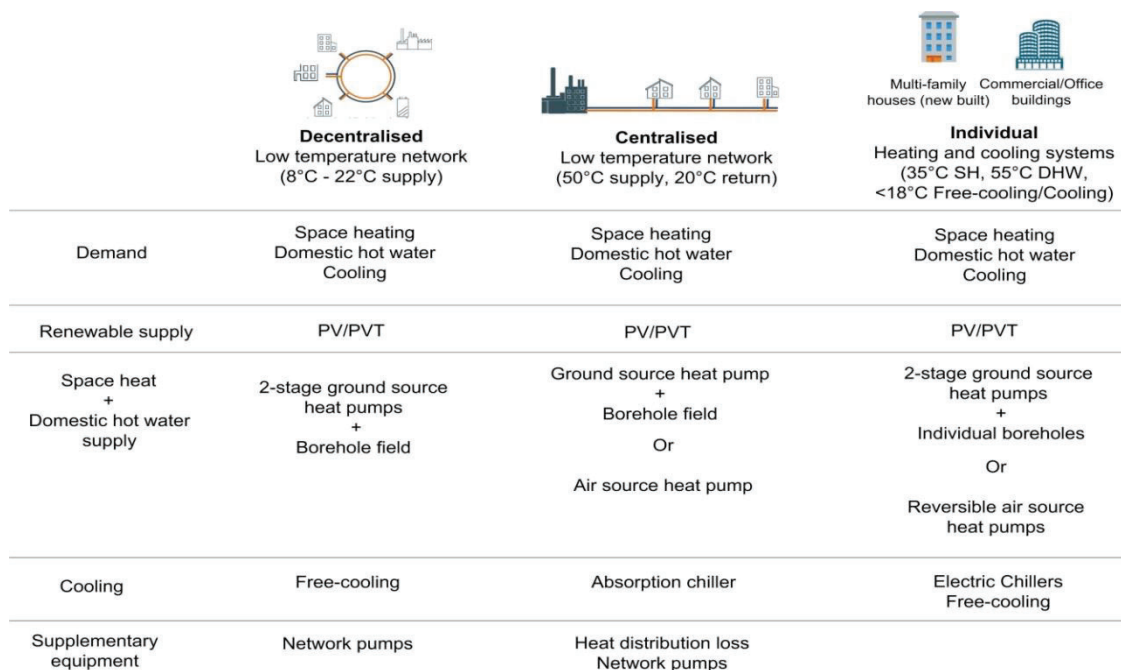 Multi-family
houses (new built)
Commercial/Office
buildings
Decentralised
Low temperature network
(8°C - 22°C supply)
Centralised
Low temperature network
(50°C supply, 20°C return)
Individual
Heating and cooling systems
(35°C SH, 55°C DHW,
<18°C Free-cooling/Cooling)
Demand
Space heating
Domestic hot water
Cooling
Space heating
Domestic hot water
Cooling
Space heating
Domestic hot water
Cooling
Renewable supply
PV/PVT
PV/PVT
PV/PVT
Space heat
+
Domestic hot water
supply
2-stage ground source
heat pumps
+
Borehole field
Ground source heat pump
+
Borehole field
Or
Air source heat pump
2-stage ground source
heat pumps
+
Individual boreholes
Or
Reversible air source
heat pumps
Cooling
Free-cooling
Absorption chiller
Electric Chillers
Free-cooling
Supplementary
equipment
Network pumps
Heat distribution loss
Network pumps